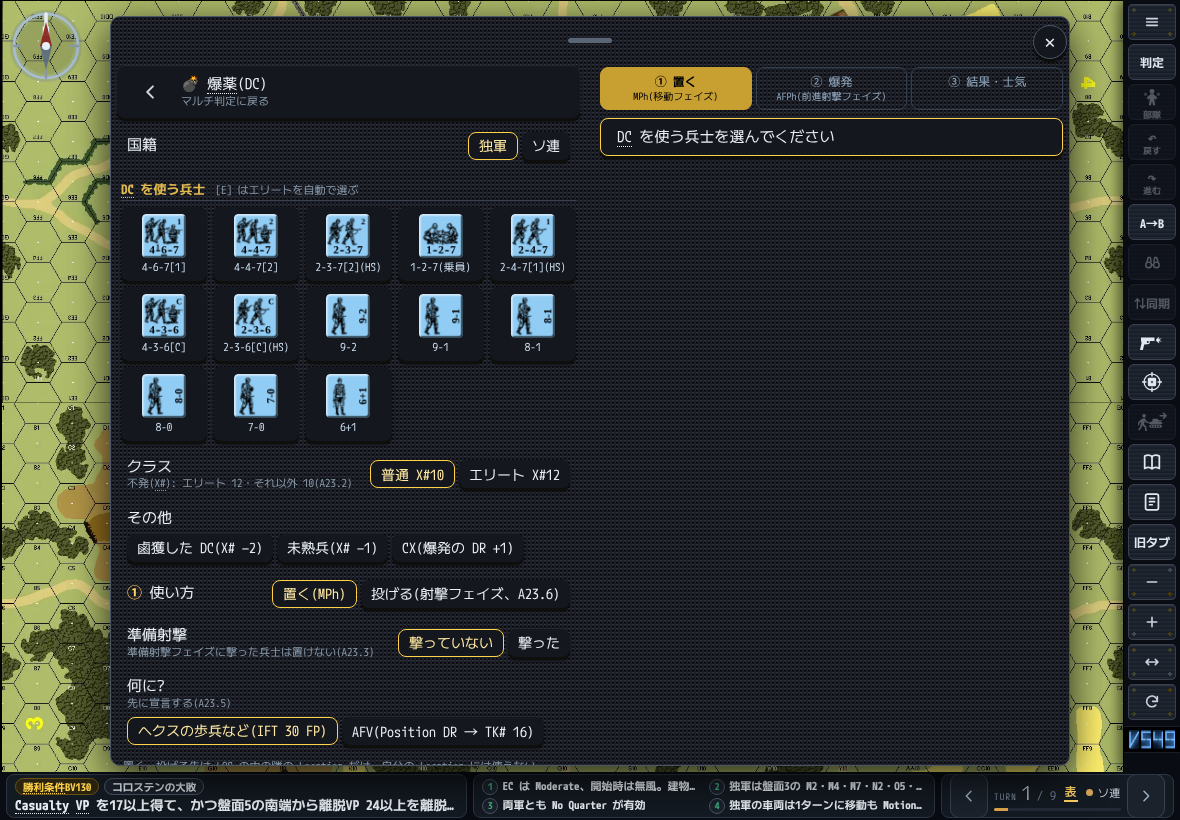 爆薬(DC)
マルチ判定に戻る
① 置く
MPh(移動フェイズ)
② 爆発
AFPh(前進射撃フェイズ)
③ 結果・士気
DC を使う兵士を選んでください
国籍
独軍 ソ連
DC を使う兵士 [E] はエリートを自動で選ぶ
4-6-7[1] 4-4-7[2] 2-3-7[2](HS) 1-2-7(乗員) 2-4-7[1](HS)
4-3-6[C] 2-3-6[C](HS) 9-2 9-1 8-1
8-0 7-0 6+1
クラス
不発(X#): エリート 12・それ以外 10(A23.2)
普通 X#10 エリート X#12
その他
鹵獲した DC(X# −2) 未熟兵(X# −1) CX(爆発の DR +1)
① 使い方
置く(MPh) 投げる(射撃フェイズ、A23.6)
準備射撃
準備射撃フェイズに撃った兵士は置けない(A23.3)
撃っていない 撃った
何に?
先に宣言する(A23.5)
ヘクスの歩兵など(IFT 30 FP) AFV(Position DR → TK# 16)
判定
部隊
戻す
進む
A→B
⇅同期
旧タブ
V549
3
4
勝利条件BV130 コロステンの大敗
Casualty VP を17以上得て、かつ盤面5の南端から離脱VP 24以上を離脱…
① EC は Moderate、開始時は無風。建物…
② 独軍は盤面3の M2・M4・M7・N2・O5・…
③ 両軍とも No Quarter が有効
④ 独軍の車両は1ターンに移動も Motion…
TURN 1 / 9 表 ソ連